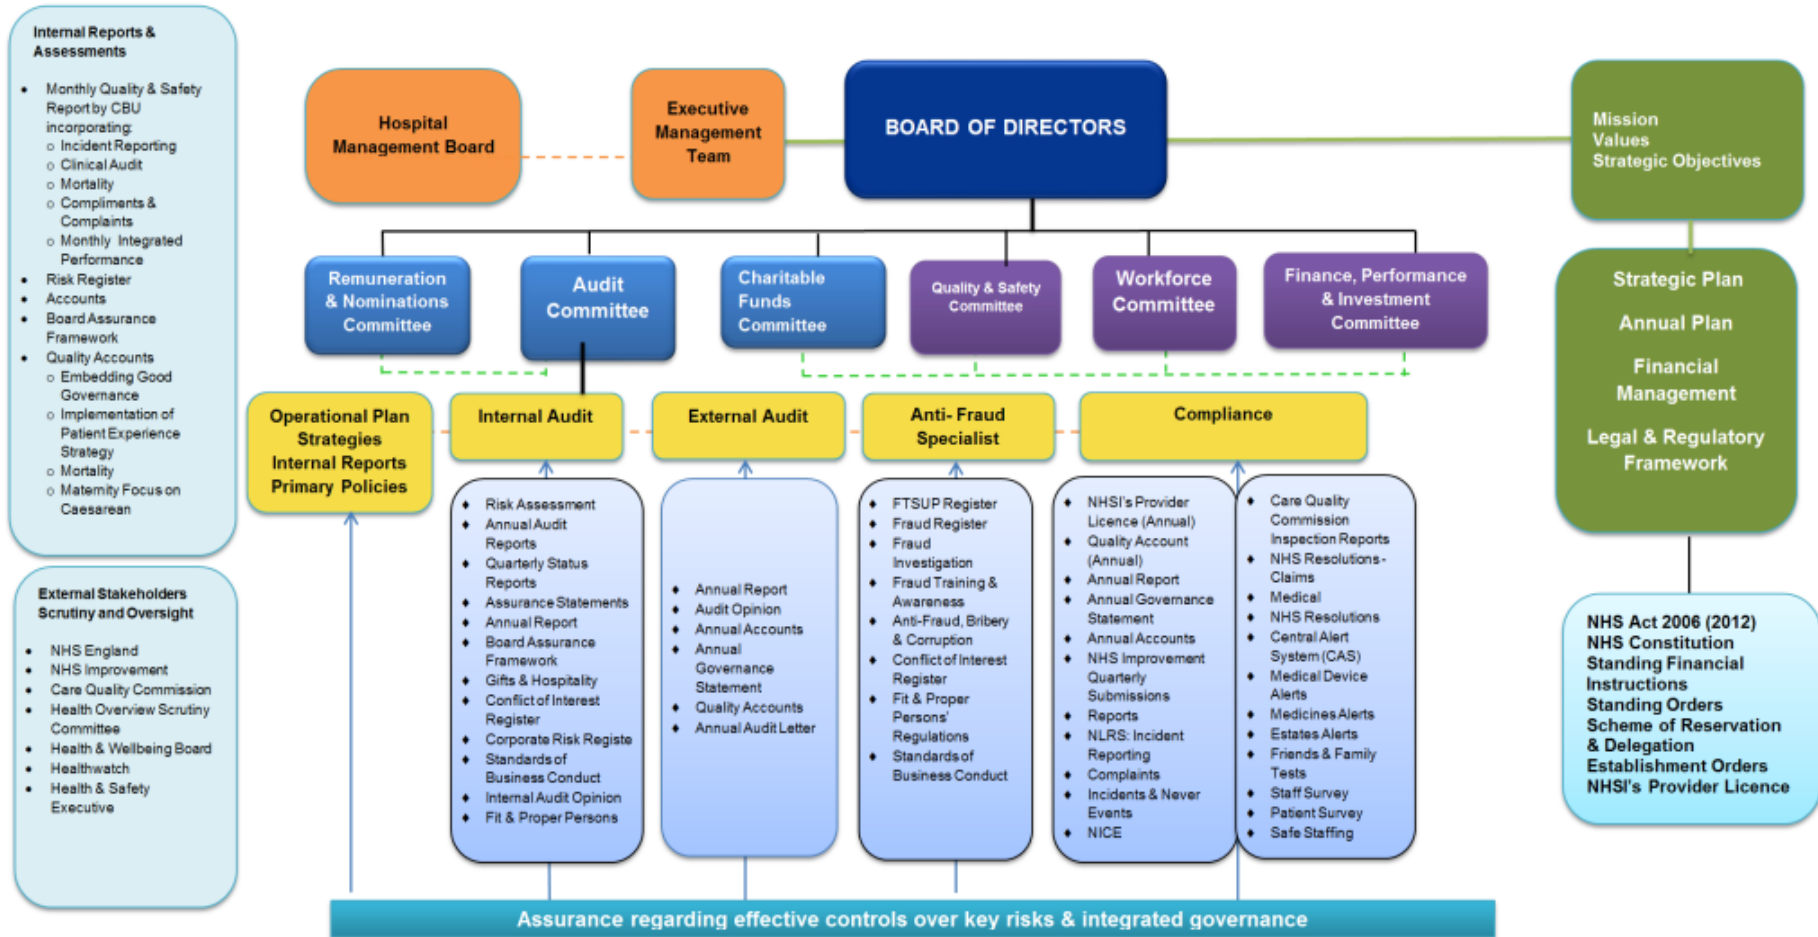 Internal Reports &
Assessments
• Monthly Quality & Safety
Report by CBU
incorporating:
o Incident Reporting
o Clinical Audit
o Mortality
o Compliments &
Complaints
o Monthly Integrated
Performance
• Risk Register
• Accounts
• Board Assurance
Framework
• Quality Accounts
o Embedding Good
Governance
o Implementation of
Patient Experience
Strategy
o Mortality
o Maternity Focus on
Caesarean
External Stakeholders
Scrutiny and Oversight
• NHS England
• NHS Improvement
• Care Quality Commission
• Health Overview Scrutiny
Committee
• Health & Wellbeing Board
• Healthwatch
• Health & Safety
Executive
Hospital
Management Board
Executive
Management
Team
BOARD OF DIRECTORS
Mission
Values
Strategic Objectives
Remuneration
& Nominations
Committee
Audit
Committee
Charitable
Funds
Committee
Quality & Safety
Committee
Workforce
Committee
Finance, Performance
& Investment
Committee
Strategic Plan
Annual Plan
Financial
Management
Legal & Regulatory
Framework
Operational Plan
Strategies
Internal Reports
Primary Policies
Internal Audit
External Audit
Anti- Fraud
Specialist
Compliance
♦ Risk Assessment
♦ Annual Audit
Reports
♦ Quarterly Status
Reports
♦ Assurance Statements
♦ Annual Report
♦ Board Assurance
Framework
♦ Gifts & Hospitality
♦ Conflict of Interest
Register
♦ Corporate Risk Registe
♦ Standards of
Business Conduct
♦ Internal Audit Opinion
♦ Fit & Proper Persons
♦ Annual Report
♦ Audit Opinion
♦ Annual Accounts
♦ Annual
Governance
Statement
♦ Quality Accounts
♦ Annual Audit Letter
♦ FTSUP Register
♦ Fraud Register
♦ Fraud
Investigation
♦ Fraud Training &
Awareness
♦ Anti-Fraud, Bribery
& Corruption
♦ Conflict of Interest
Register
♦ Fit & Proper
Persons'
Regulations
♦ Standards of
Business Conduct
♦ NHSI's Provider
Licence (Annual)
♦ Quality Account
(Annual)
♦ Annual Report
♦ Annual Governance
Statement
♦ Annual Accounts
♦ NHS Improvement
Quarterly
Submissions
♦ Reports
♦ NLRS: Incident
Reporting
♦ Complaints
♦ Incidents & Never
Events
♦ NICE
♦ Care Quality
Commission
Inspection Reports
♦ NHS Resolutions -
Claims
♦ Medical
♦ NHS Resolutions
♦ Central Alert
System (CAS)
♦ Medical Device
Alerts
♦ Medicines Alerts
♦ Estates Alerts
♦ Friends & Family
Tests
♦ Staff Survey
♦ Patient Survey
♦ Safe Staffing
NHS Act 2006 (2012)
NHS Constitution
Standing Financial
Instructions
Standing Orders
Scheme of Reservation
& Delegation
Establishment Orders
NHSI's Provider Licence
Assurance regarding effective controls over key risks & integrated governance